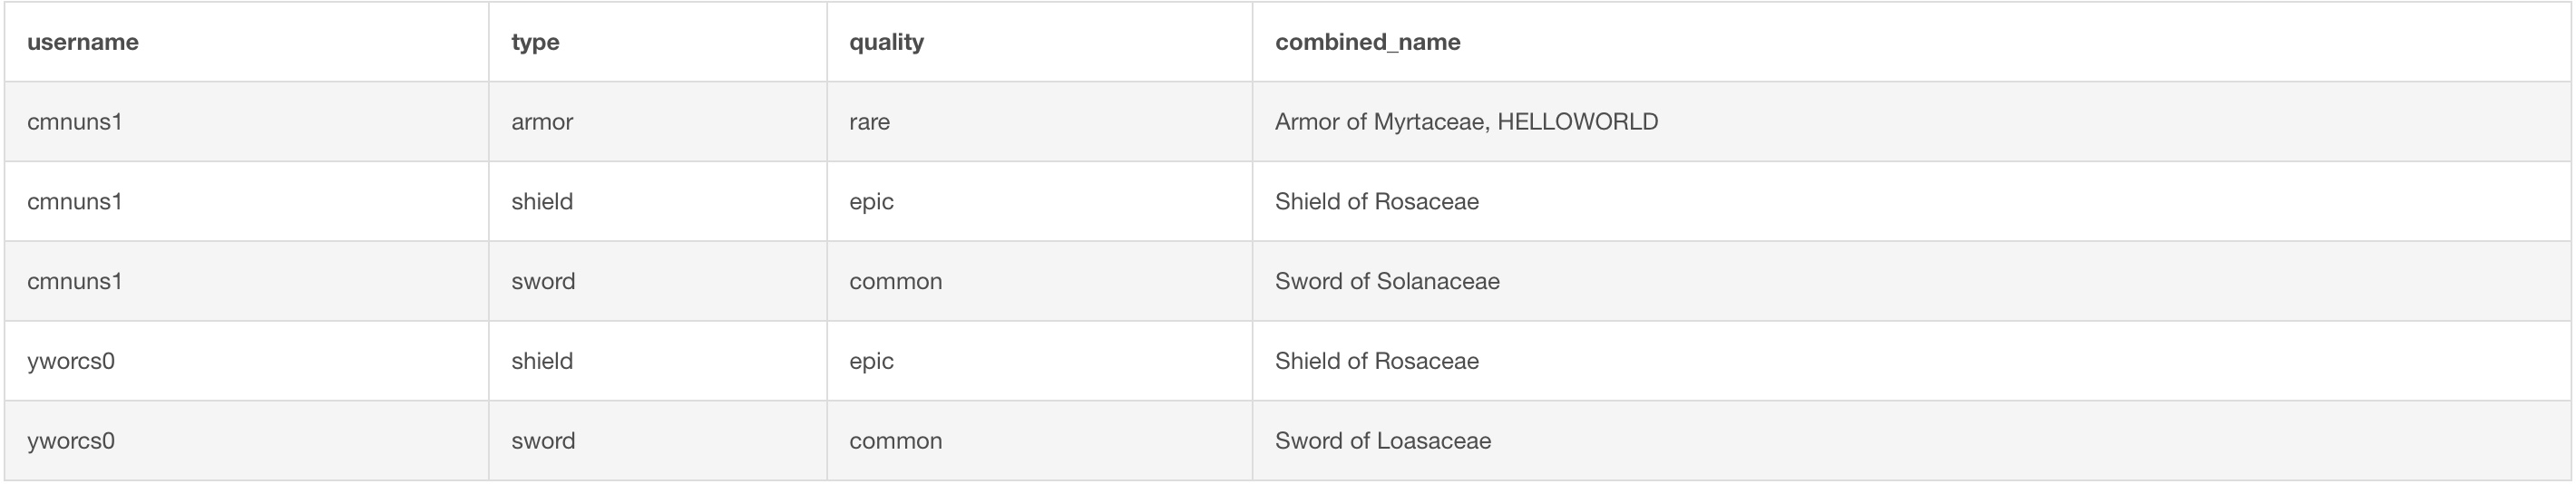 username type quality combined_name
cmnuns1 armor rare Armor of Myrtaceae, HELLOWORLD
cmnuns1 shield epic Shield of Rosaceae
cmnuns1 sword common Sword of Solanaceae
yworcs0 shield epic Shield of Rosaceae
yworcs0 sword common Sword of Loasaceae